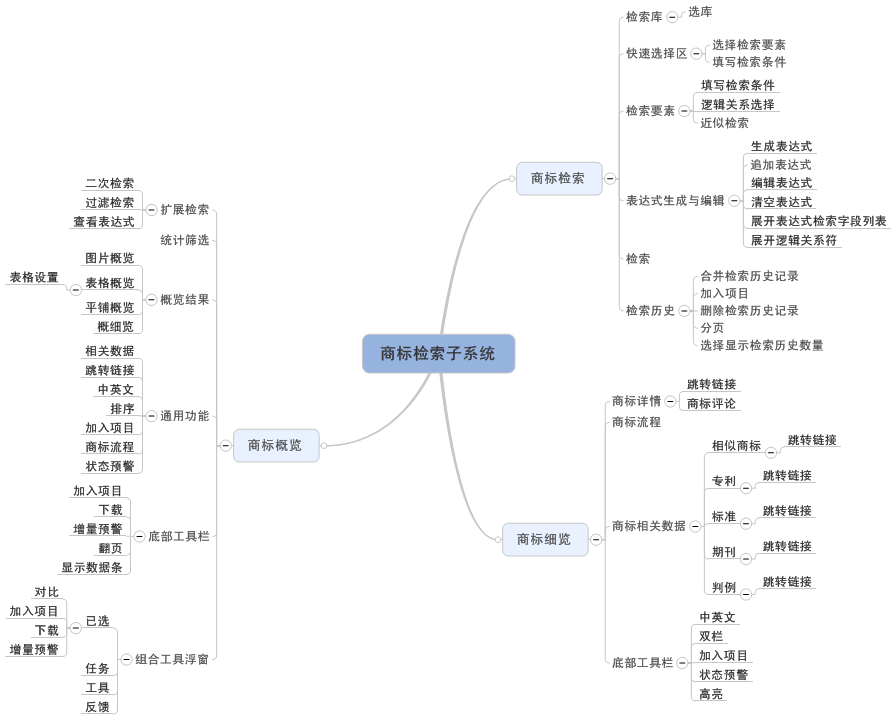 商标检索子系统
商标检索
检索库
选库
快速选择区
选择检索要素
填写检索条件
检索要素
填写检索条件
逻辑关系选择
近似检索
表达式生成与编辑
生成表达式
追加表达式
编辑表达式
清空表达式
展开表达式检索字段列表
展开逻辑关系符
检索
检索历史
合并检索历史记录
加入项目
删除检索历史记录
分页
选择显示检索历史数量
商标细览
商标详情
跳转链接
商标评论
商标流程
商标相关数据
相似商标
跳转链接
专利
跳转链接
标准
跳转链接
期刊
跳转链接
判例
跳转链接
底部工具栏
中英文
双栏
加入项目
状态预警
高亮
商标概览
扩展检索
二次检索
过滤检索
查看表达式
统计筛选
概览结果
图片概览
表格概览
表格设置
平铺概览
概细览
通用功能
相关数据
跳转链接
中英文
排序
加入项目
商标流程
状态预警
底部工具栏
加入项目
下载
增量预警
翻页
显示数据条
组合工具浮窗
已选
对比
加入项目
下载
增量预警
任务
工具
反馈